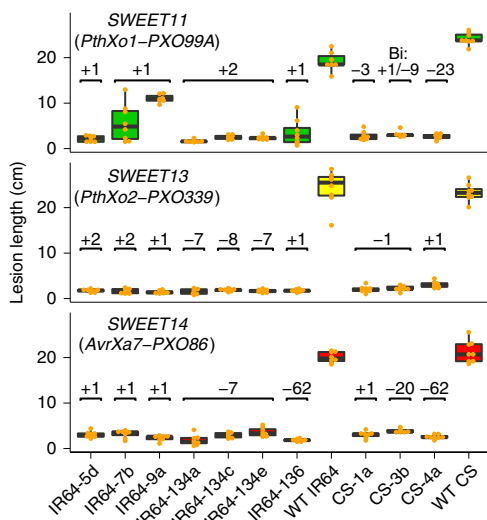 SWEET11
(PthXo1–PXO99A)
Bi:
+1 +1 +2 +1 –3 +1/–9 –23
20
10
0
SWEET13
(PthXo2–PXO339)
20
+2 +2 +1 –7 –8 –7 +1 –1 +1
10
0
SWEET14
(AvrXa7–PXO86)
20
+1 +1 +1 –7 –62 +1 –20 –62
10
0
Lesion length (cm)
IR64-5d
IR64-7b
IR64-9a
IR64-134a
IR64-134c
IR64-134e
IR64-136
WT IR64
CS-1a
CS-3b
CS-4a
WT CS